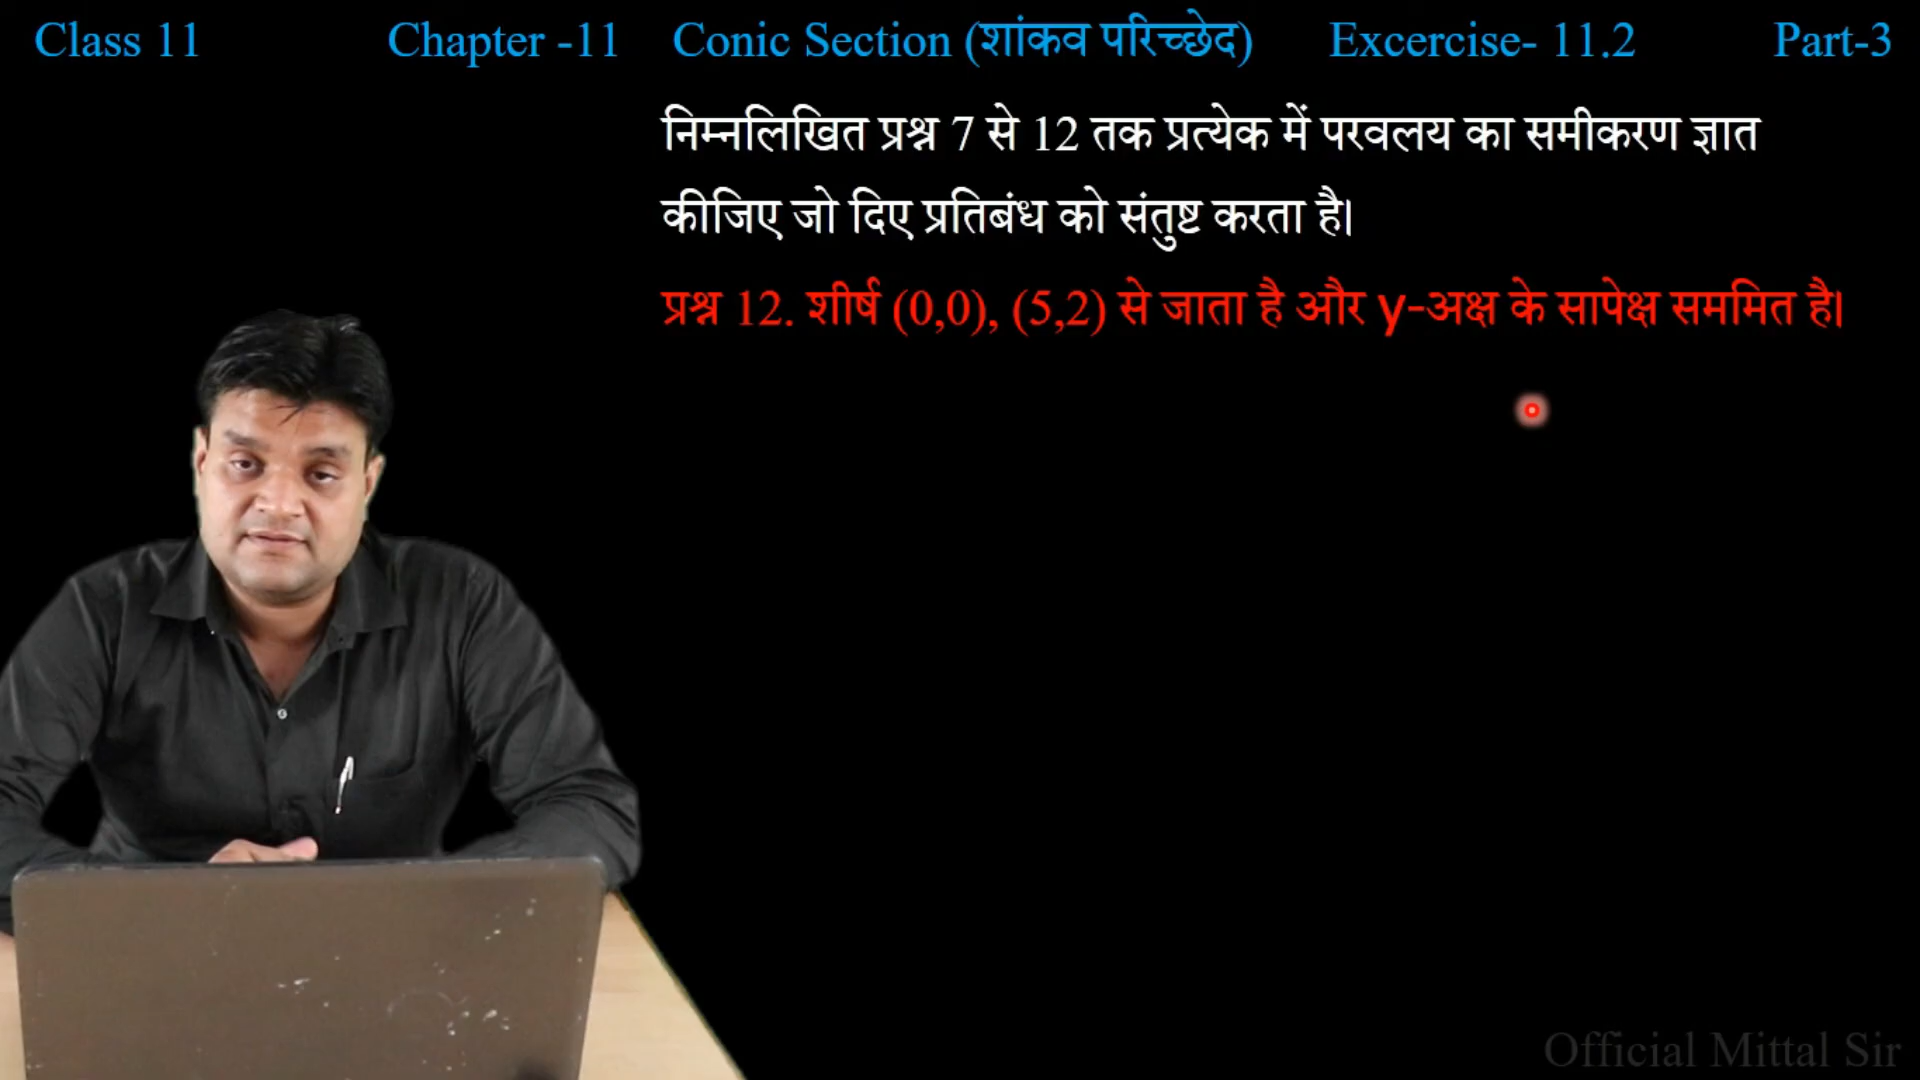 Class 11 Chapter -11 Conic Section (शांकव परिच्छेद) Excercise- 11.2 Part-3
निम्नलिखित प्रश्न 7 से 12 तक प्रत्येक में परवलय का समीकरण ज्ञात
कीजिए जो दिए प्रतिबंध को संतुष्ट करता है।
प्रश्न 12. शीर्ष (0,0), (5,2) से जाता है और y-अक्ष के सापेक्ष सममित है।
Official Mittal Sir